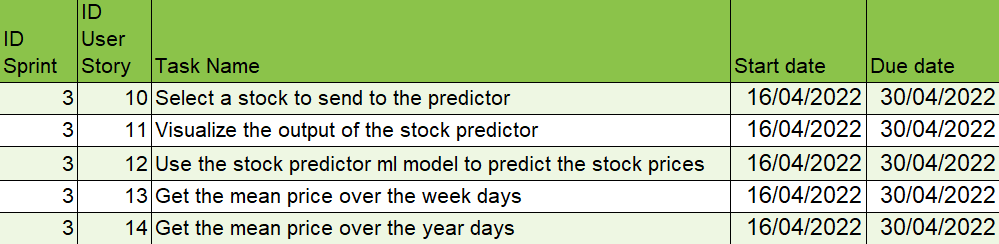 ID Sprint ID User Story Task Name Start date Due date
3 10 Select a stock to send to the predictor 16/04/2022 30/04/2022
3 11 Visualize the output of the stock predictor 16/04/2022 30/04/2022
3 12 Use the stock predictor ml model to predict the stock prices 16/04/2022 30/04/2022
3 13 Get the mean price over the week days 16/04/2022 30/04/2022
3 14 Get the mean price over the year days 16/04/2022 30/04/2022